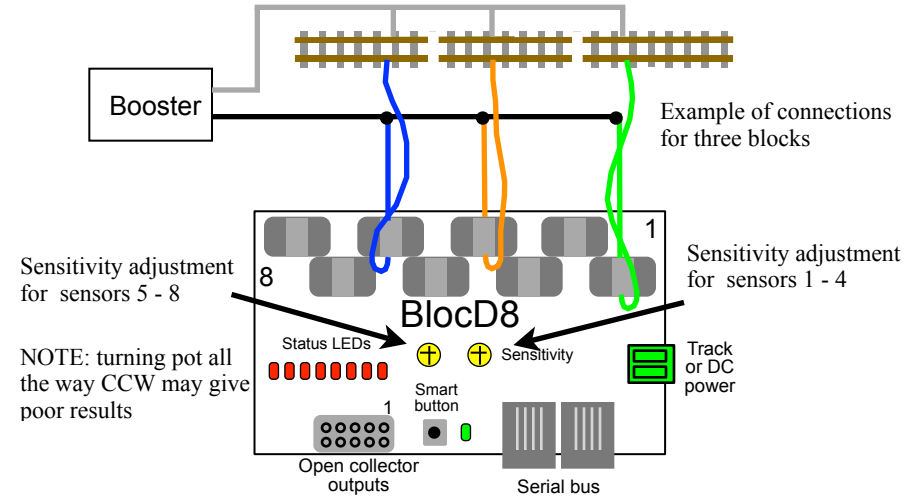 Booster
Example of connections
for three blocks
1
8
Sensitivity adjustment
for sensors 5 - 8
Sensitivity adjustment
for sensors 1 - 4
BlocD8
NOTE: turning pot all
the way CCW may give
poor results
Status LEDs
Sensitivity
Track
or DC
power
Smart
button
1
Open collector
outputs
Serial bus